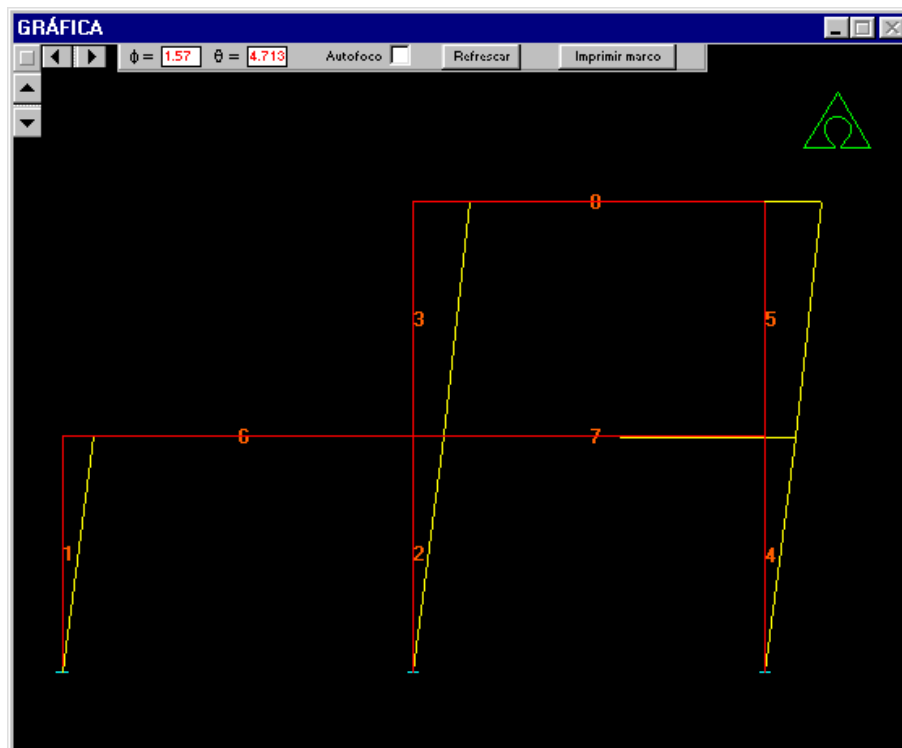 GRÁFICA
ϕ = 1.57 θ = 4.713 Autofoco Refrescar Imprimir marco
8
3 5
6 7
1 2 4